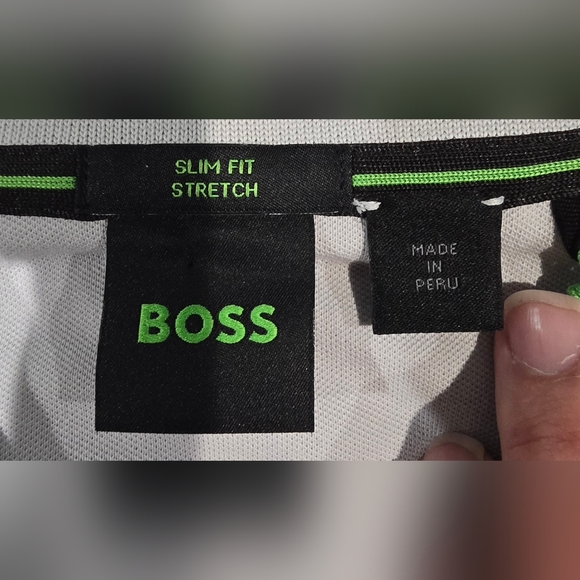 SLIM FIT
STRETCH
BOSS
MADE
IN
PERU